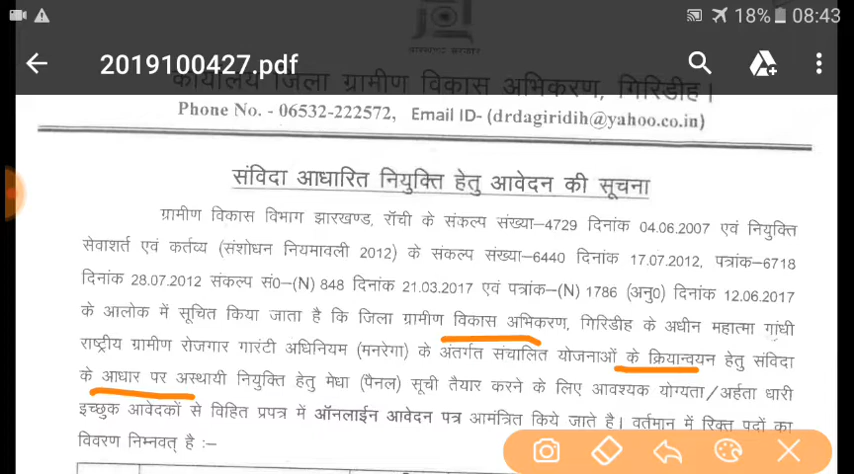 18% 08:43
झारखण्ड सरकार
2019100427.pdf
कार्यालय जिला ग्रामीण विकास अभिकरण, गिरिडीह।
Phone No. - 06532-222572, Email ID- (drdagiridih@yahoo.co.in)
संविदा आधारित नियुक्ति हेतु आवेदन की सूचना
ग्रामीण विकास विभाग झारखण्ड, राँची के संकल्प संख्या–4729 दिनांक 04.06.2007 एवं नियुक्ति
सेवाशर्त एवं कर्तव्य (संशोधन नियमावली 2012) के संकल्प संख्या–6440 दिनांक 17.07.2012, पत्रांक–6718
दिनांक 28.07.2012 संकल्प सं0–(N) 848 दिनांक 21.03.2017 एवं पत्रांक–(N) 1786 (अनु0) दिनांक 12.06.2017
के आलोक में सूचित किया जाता है कि जिला ग्रामीण विकास अभिकरण, गिरिडीह के अधीन महात्मा गांधी
राष्ट्रीय ग्रामीण रोजगार गारंटी अधिनियम (मनरेगा) के अंतर्गत संचालित योजनाओं के क्रियान्वयन हेतु संविदा
के आधार पर अस्थायी नियुक्ति हेतु मेधा (पैनल) सूची तैयार करने के लिए आवश्यक योग्यता/अर्हता धारी
इच्छुक आवेदकों से विहित प्रपत्र में ऑनलाईन आवेदन पत्र आमंत्रित किये जाते है। वर्तमान में रिक्त पदों का
विवरण निम्नवत् है :–